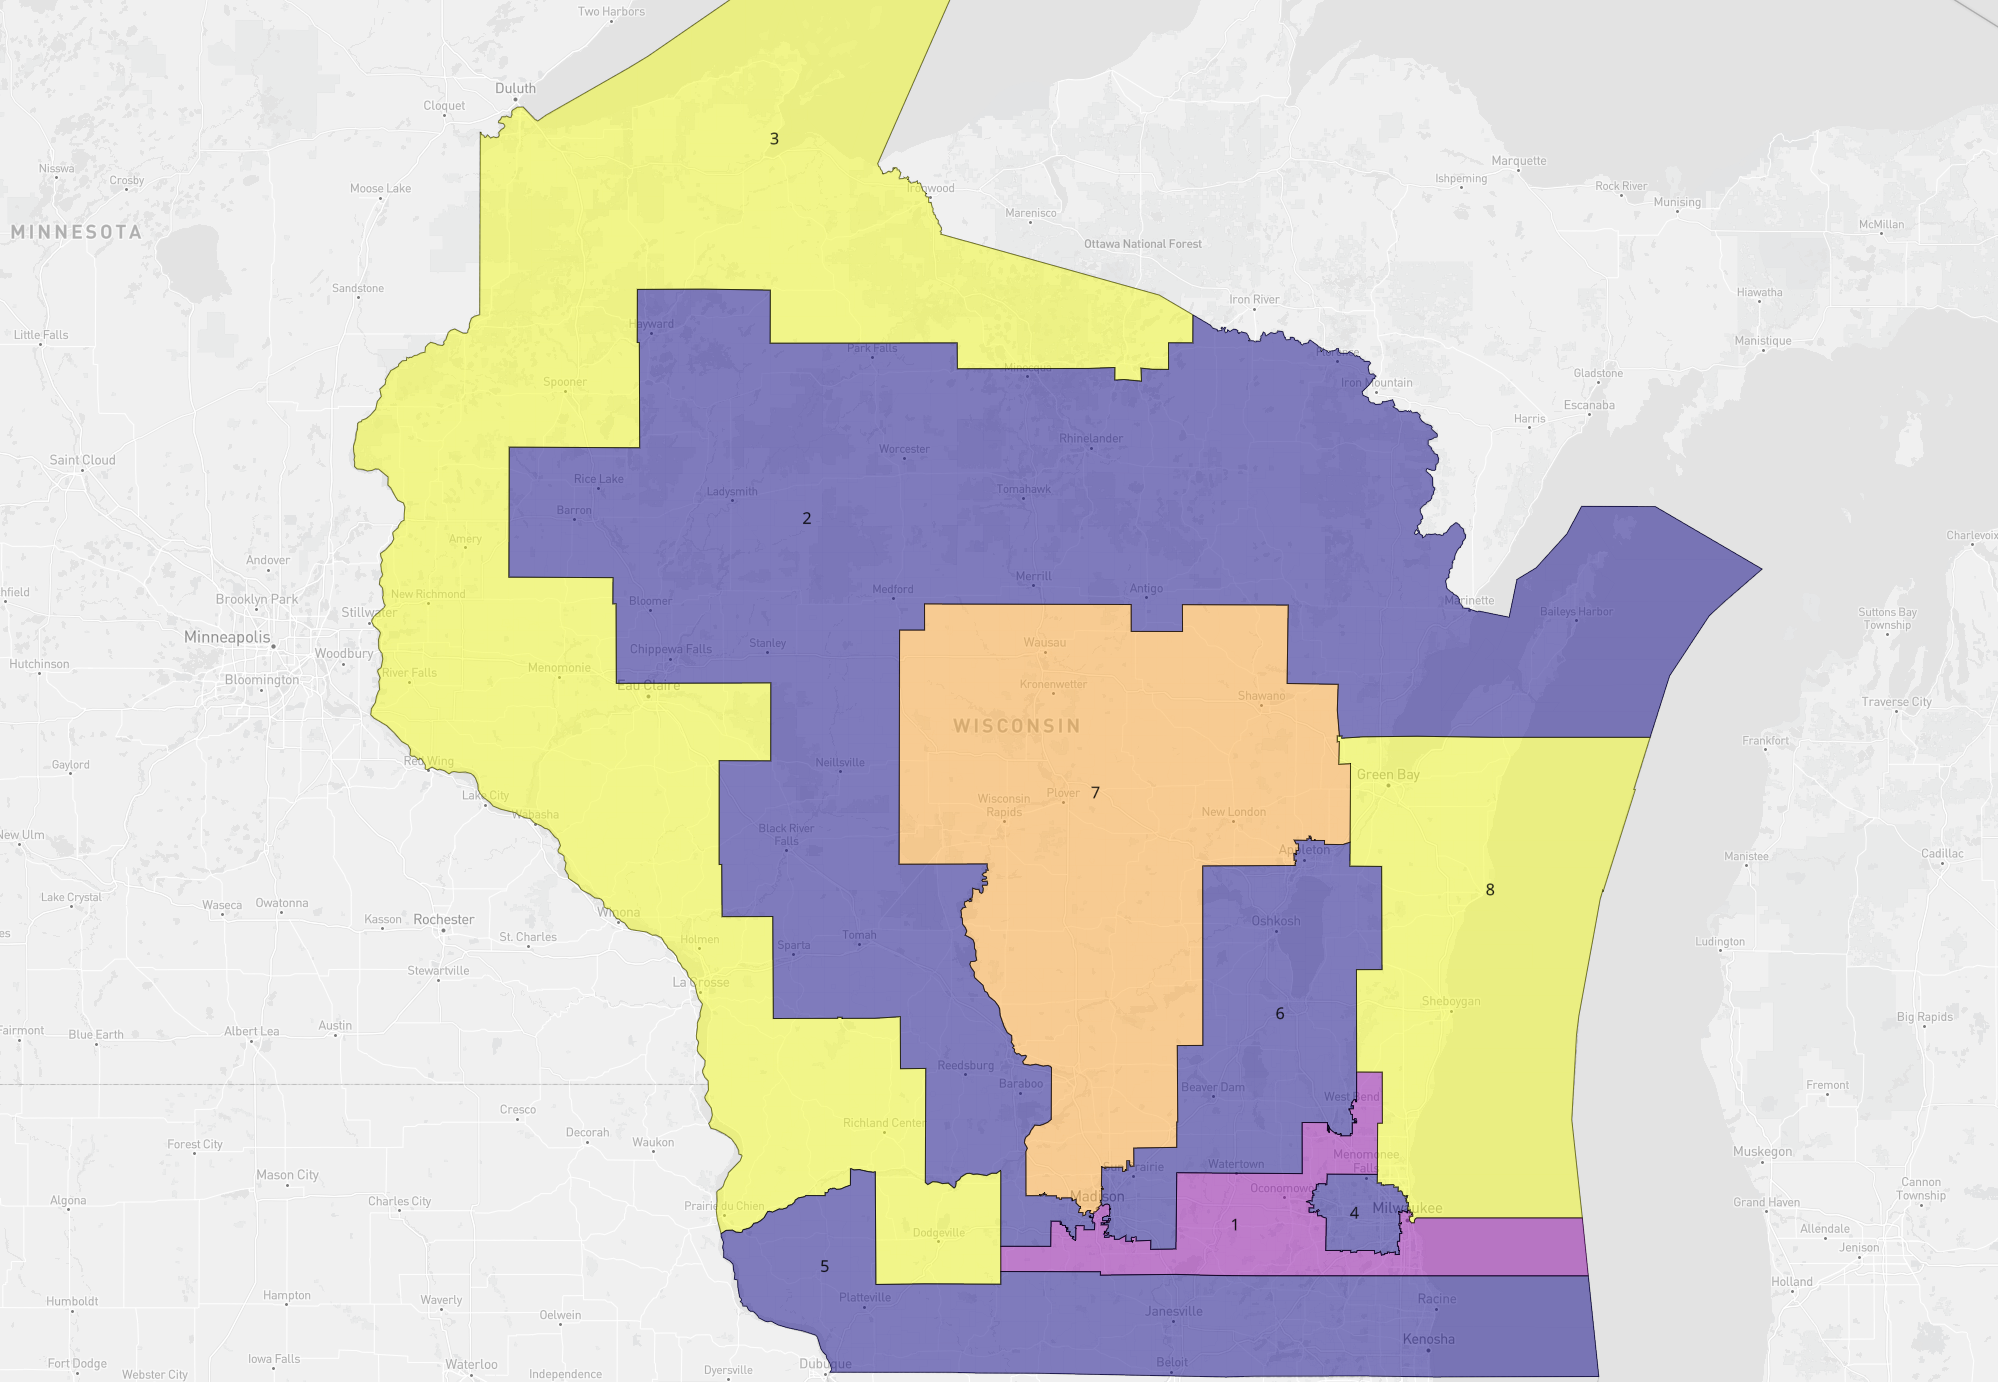 Two Harbors
Duluth
Cloquet
3
Nisswa
Crosby
Moose Lake
Ironwood
Marquette
Ishpeming
Rock River
Munising
Marenisco
MINNESOTA
Ottawa National Forest
McMillan
Sandstone
Iron River
Hiawatha
Little Falls
Hayward
Park Falls
Manistique
Minocqua
Spooner
Iron Mountain
Gladstone
Escanaba
Harris
Saint Cloud
Worcester
Rhinelander
Rice Lake
Ladysmith
Tomahawk
Barron
2
Amery
Charlevoix
Andover
Merrill
Antigo
Medford
hfield
Brooklyn Park
New Richmond
Bloomer
Marinette
Baileys Harbor
Stillwater
Suttons Bay
Township
Minneapolis
Woodbury
Chippewa Falls
Stanley
Wausau
Hutchinson
Bloomington
River Falls
Menomonie
Eau Claire
Kronenwetter
Shawano
Traverse City
WISCONSIN
Frankfort
Gaylord
Red Wing
Neillsville
Green Bay
Lake City
Wisconsin
Rapids
Plover
7
New London
Wabasha
New Ulm
Black River
Falls
Appleton
Manistee
Cadillac
8
Lake Crystal
Waseca
Owatonna
Kasson
Rochester
Winona
Oshkosh
St. Charles
Holmen
Sparta
Tomah
Ludington
Stewartville
La Crosse
Sheboygan
6
Fairmont
Blue Earth
Albert Lea
Austin
Big Rapids
Reedsburg
Baraboo
Beaver Dam
West Bend
Fremont
Cresco
Richland Center
Decorah
Waukon
Forest City
Mason City
Sun Prairie
Watertown
Menomonee
Falls
Muskegon
Algona
Charles City
Prairie du Chien
Madison
Oconomowoc
Milwaukee
4
1
Grand Haven
Cannon
Township
Dodgeville
Allendale
Jenison
5
Holland
Humboldt
Hampton
Waverly
Oelwein
Platteville
Janesville
Racine
Kenosha
Fort Dodge
Webster City
Iowa Falls
Waterloo
Independence
Dyersville
Dubuque
Beloit